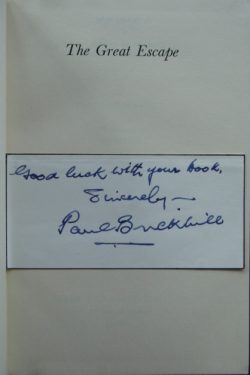 The Great Escape
Good luck with your book,
Sincerely —
Paul Brickhill